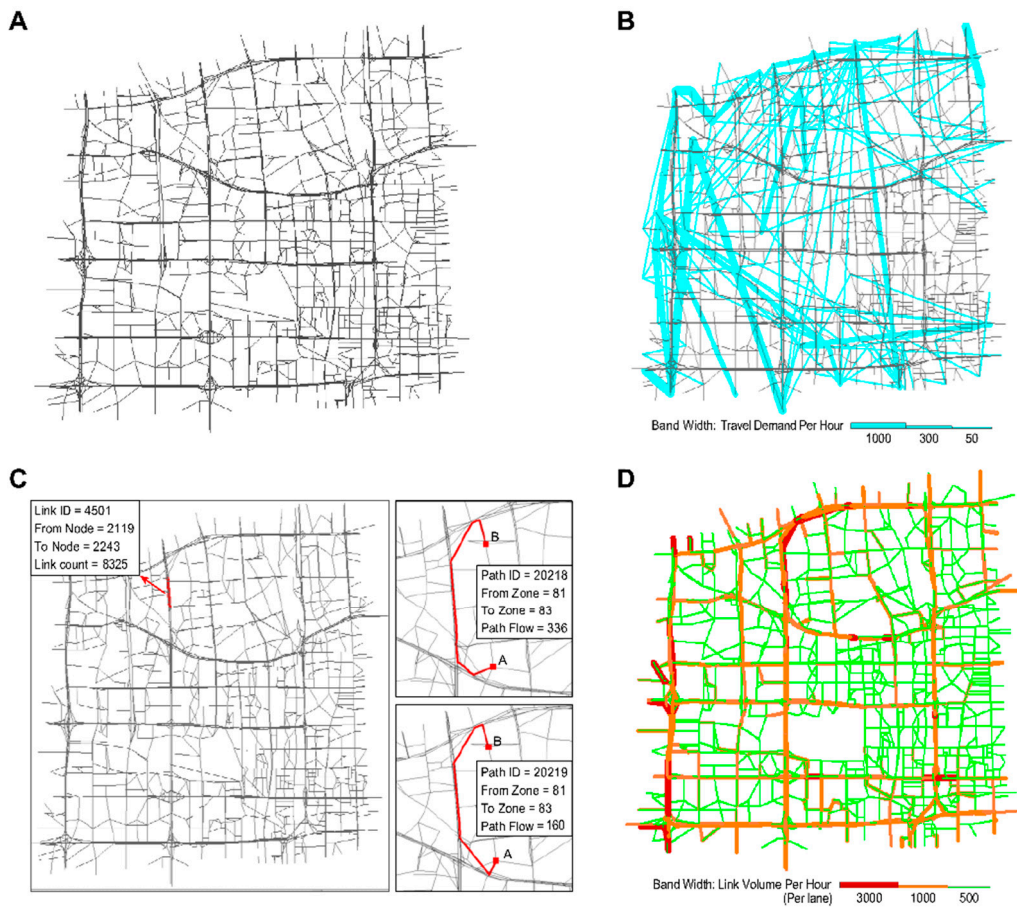 A
B
Band Width: Travel Demand Per Hour
1000 300 50
C
Link ID = 4501
From Node = 2119
To Node = 2243
Link count = 8325
B
Path ID = 20218
From Zone = 81
To Zone = 83
Path Flow = 336
A
B
Path ID = 20219
From Zone = 81
To Zone = 83
Path Flow = 160
A
D
Band Width: Link Volume Per Hour
(Per lane)
3000 1000 500